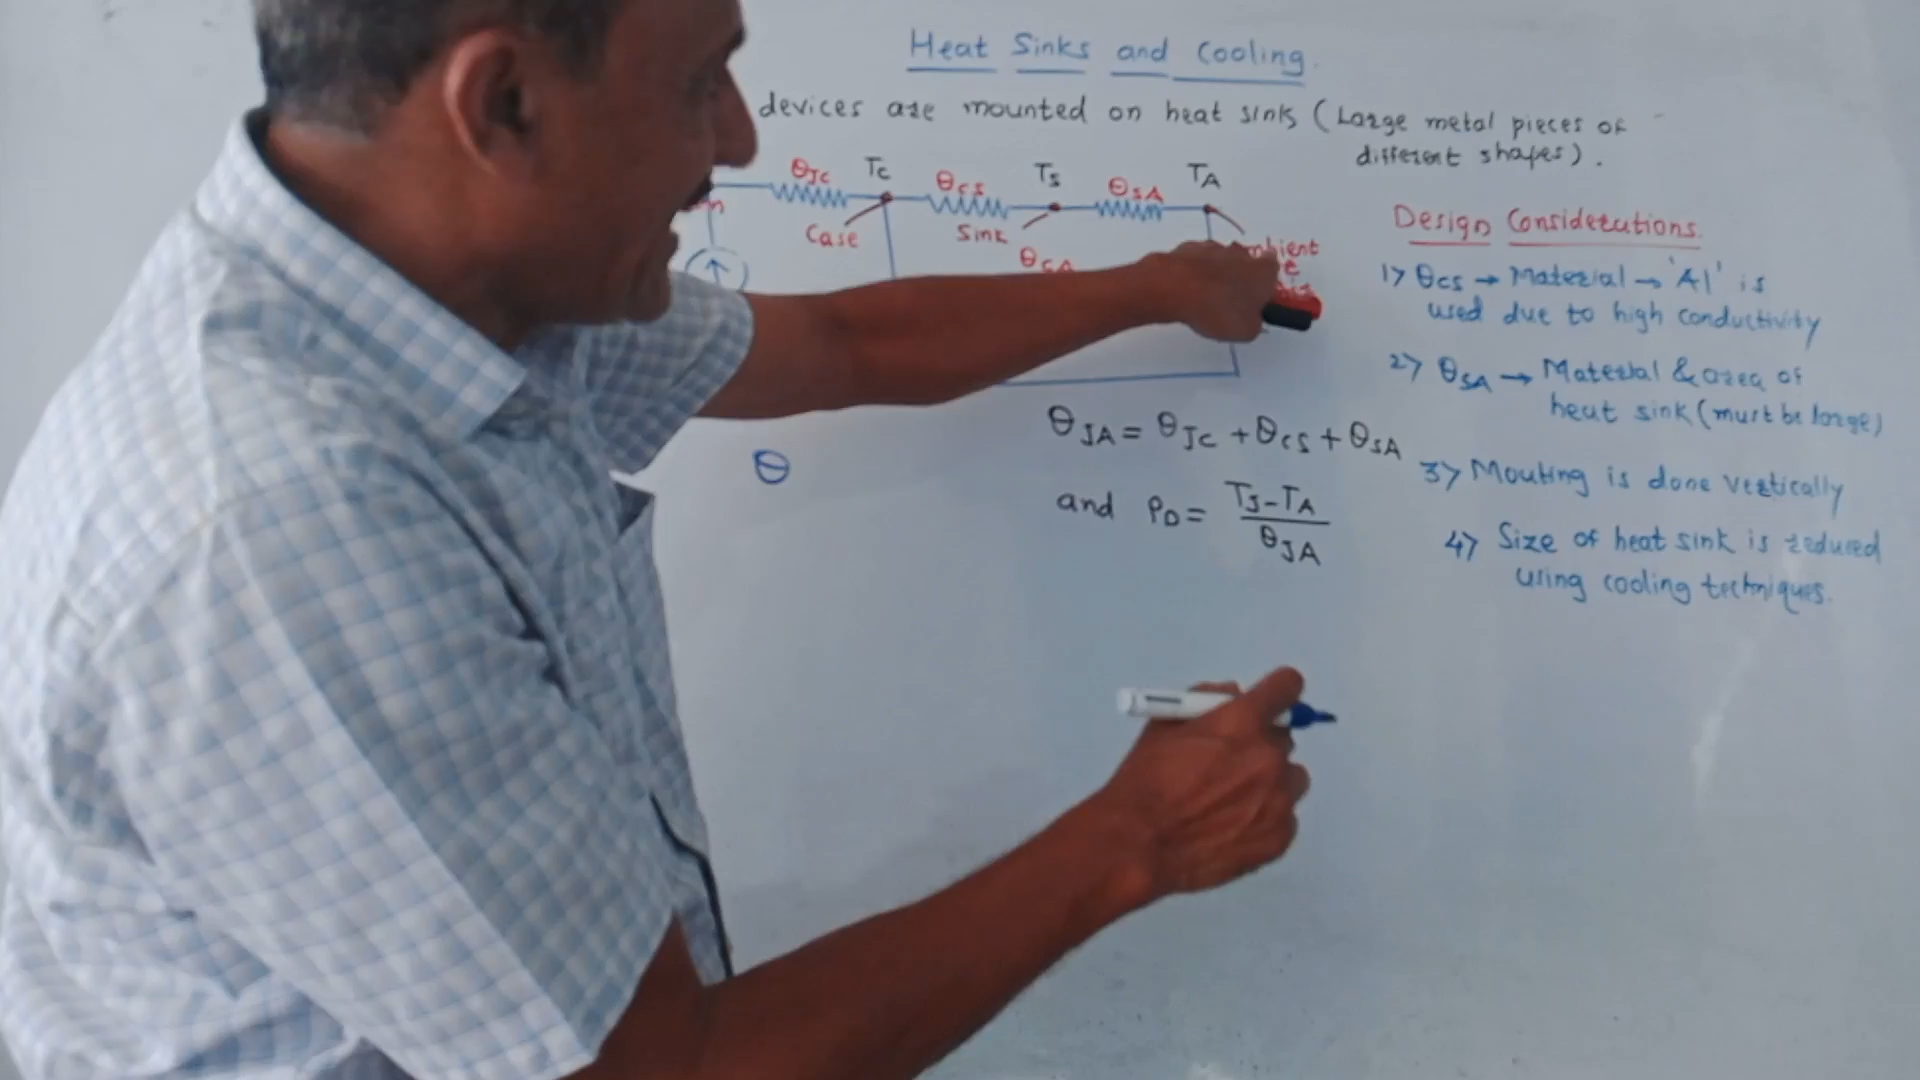 Heat Sinks and Cooling.
devices are mounted on heat sink (Large metal pieces of
different shapes).
θJC TC θCS TS θSA TA
Case Sink
θCA
Design Considerations.
1> θCS → Material → 'Al' is
used due to high conductivity
2> θSA → Material & area of
heat sink (must be large)
θJA = θJC + θCS + θSA
3> Mouting is done vertically
θ
and PD = TJ-TA
θJA
4> Size of heat sink is reduced
using cooling techniques.